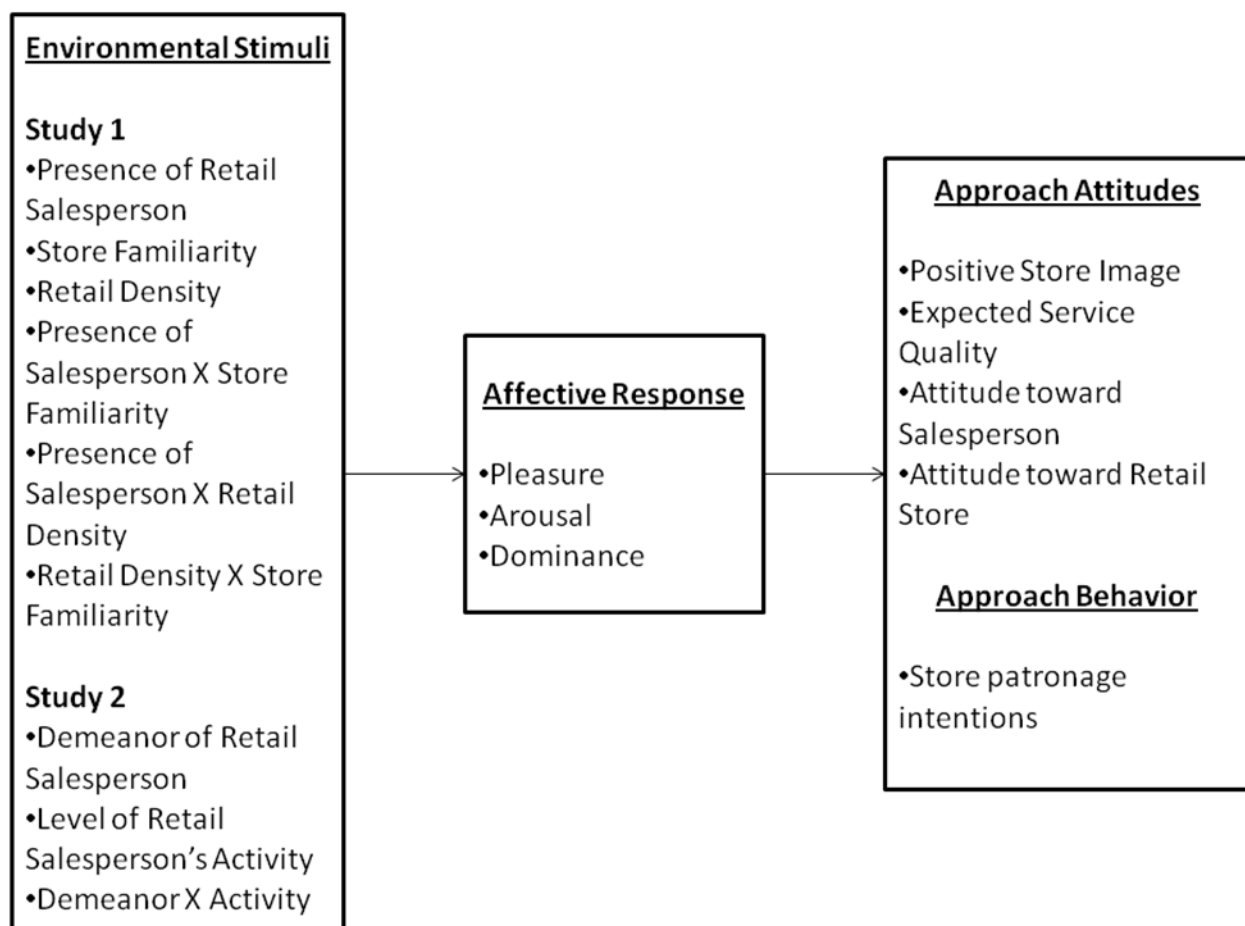 Environmental Stimuli
Study 1
•Presence of Retail
Salesperson
•Store Familiarity
•Retail Density
•Presence of
Salesperson X Store
Familiarity
•Presence of
Salesperson X Retail
Density
•Retail Density X Store
Familiarity
Study 2
•Demeanor of Retail
Salesperson
•Level of Retail
Salesperson’s Activity
•Demeanor X Activity
Affective Response
•Pleasure
•Arousal
•Dominance
Approach Attitudes
•Positive Store Image
•Expected Service
Quality
•Attitude toward
Salesperson
•Attitude toward Retail
Store
Approach Behavior
•Store patronage
intentions